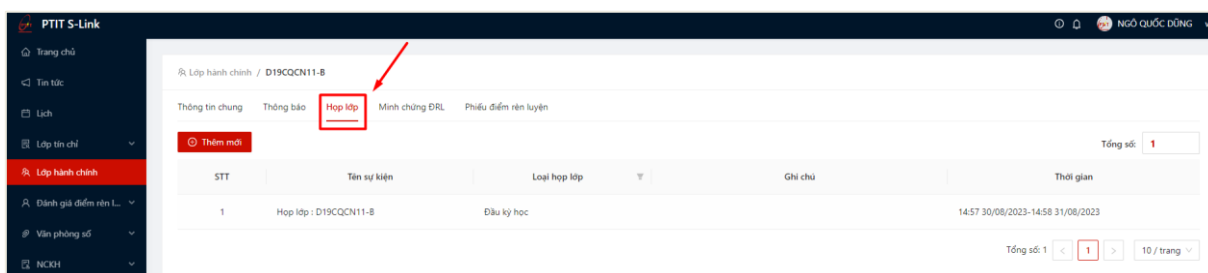 PTIT S-Link
NGÔ QUỐC DŨNG
Trang chủ
Tin tức
Lịch
Lớp tín chỉ
Lớp hành chính
Đánh giá điểm rèn l...
Văn phòng số
NCKH
Lớp hành chính / D19CQCN11-B
Thông tin chung Thông báo Họp lớp Minh chứng ĐRL Phiếu điểm rèn luyện
Thêm mới
Tổng số: 1
STT Tên sự kiện Loại họp lớp Ghi chú Thời gian
1 Họp lớp : D19CQCN11-B Đầu kỳ học 14:57 30/08/2023-14:58 31/08/2023
Tổng số: 1 < 1 > 10 / trang